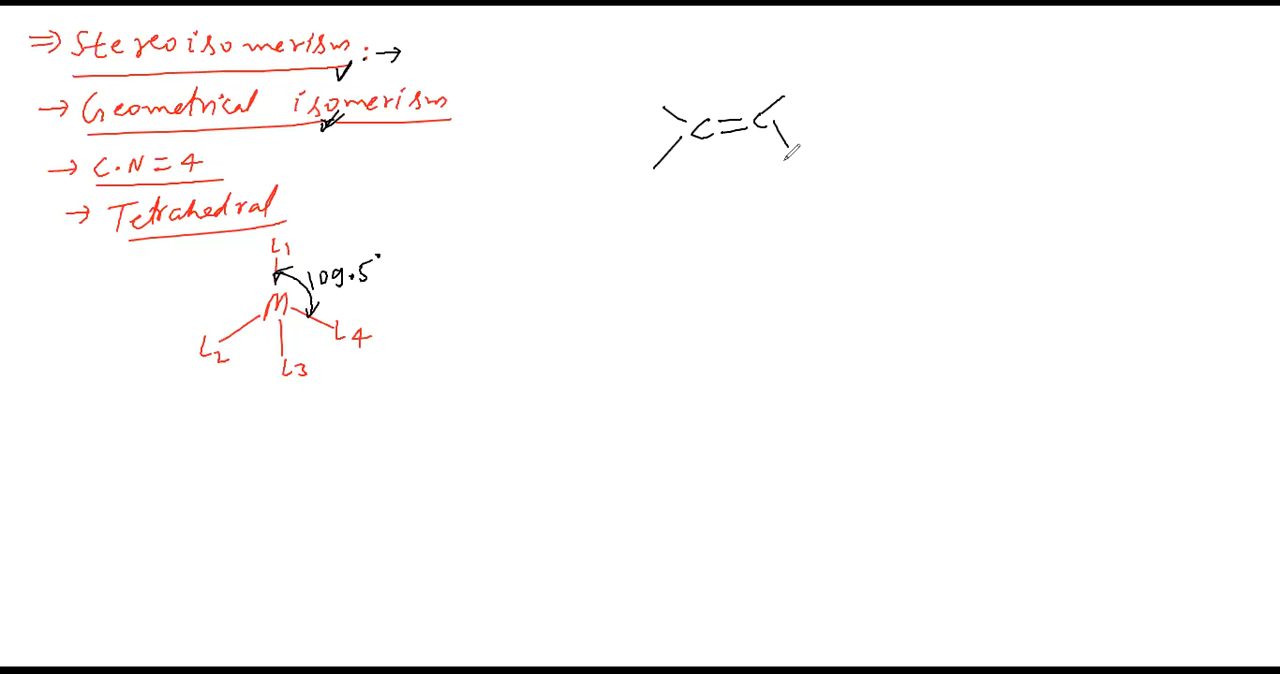 ⇒ Stereoisomerism : →
→ Geometrical isomerism
→ C.N = 4
→ Tetrahedral
L1
109.5°
M
L2
L4
L3
C=C